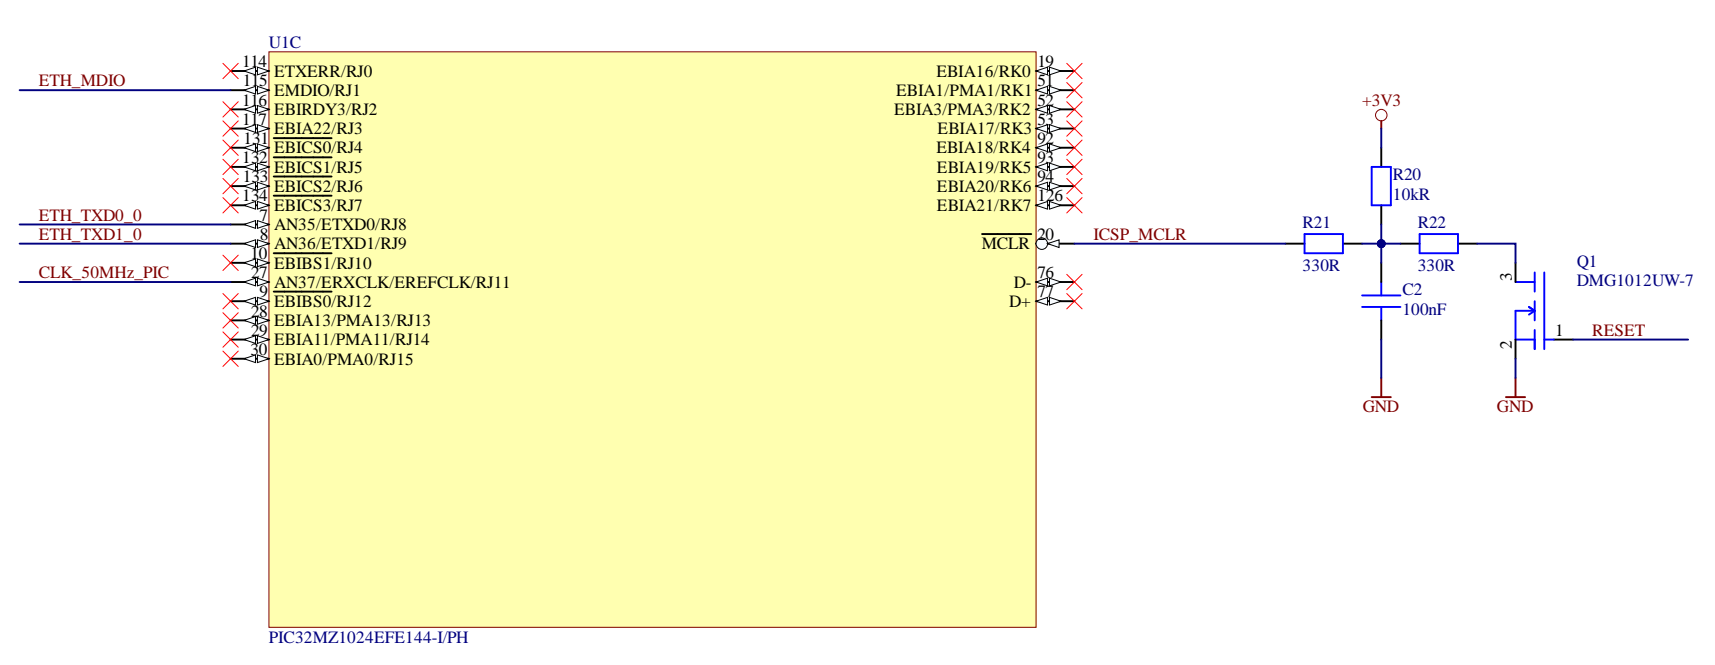 U1C
ETH_MDIO
ETH_TXD0_0
ETH_TXD1_0
CLK_50MHz_PIC
114 ETXERR/RJ0
115 EMDIO/RJ1
116 EBIRDY3/RJ2
117 EBIA22/RJ3
131 EBICS0/RJ4
132 EBICS1/RJ5
133 EBICS2/RJ6
134 EBICS3/RJ7
7 AN35/ETXD0/RJ8
8 AN36/ETXD1/RJ9
10 EBIBS1/RJ10
27 AN37/ERXCLK/EREFCLK/RJ11
9 EBIBS0/RJ12
28 EBIA13/PMA13/RJ13
29 EBIA11/PMA11/RJ14
30 EBIA0/PMA0/RJ15
EBIA16/RK0 19
EBIA1/PMA1/RK1 51
EBIA3/PMA3/RK2 52
EBIA17/RK3 53
EBIA18/RK4 92
EBIA19/RK5 93
EBIA20/RK6 94
EBIA21/RK7 126
MCLR 20
D- 76
D+ 77
PIC32MZ1024EFE144-I/PH
ICSP_MCLR
+3V3
R20
10kR
R21
330R
R22
330R
C2
100nF
GND
Q1
DMG1012UW-7
3
1
2
RESET
GND